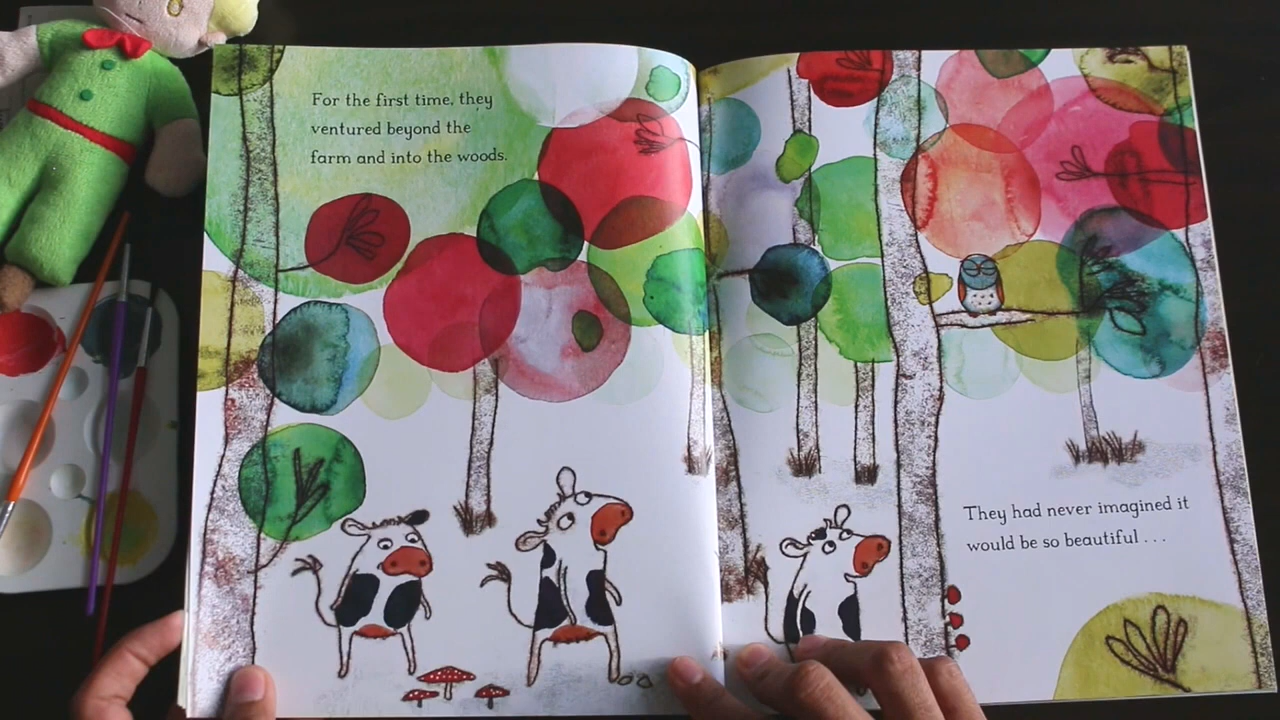 For the first time, they
ventured beyond the
farm and into the woods.
They had never imagined it
would be so beautiful . . .